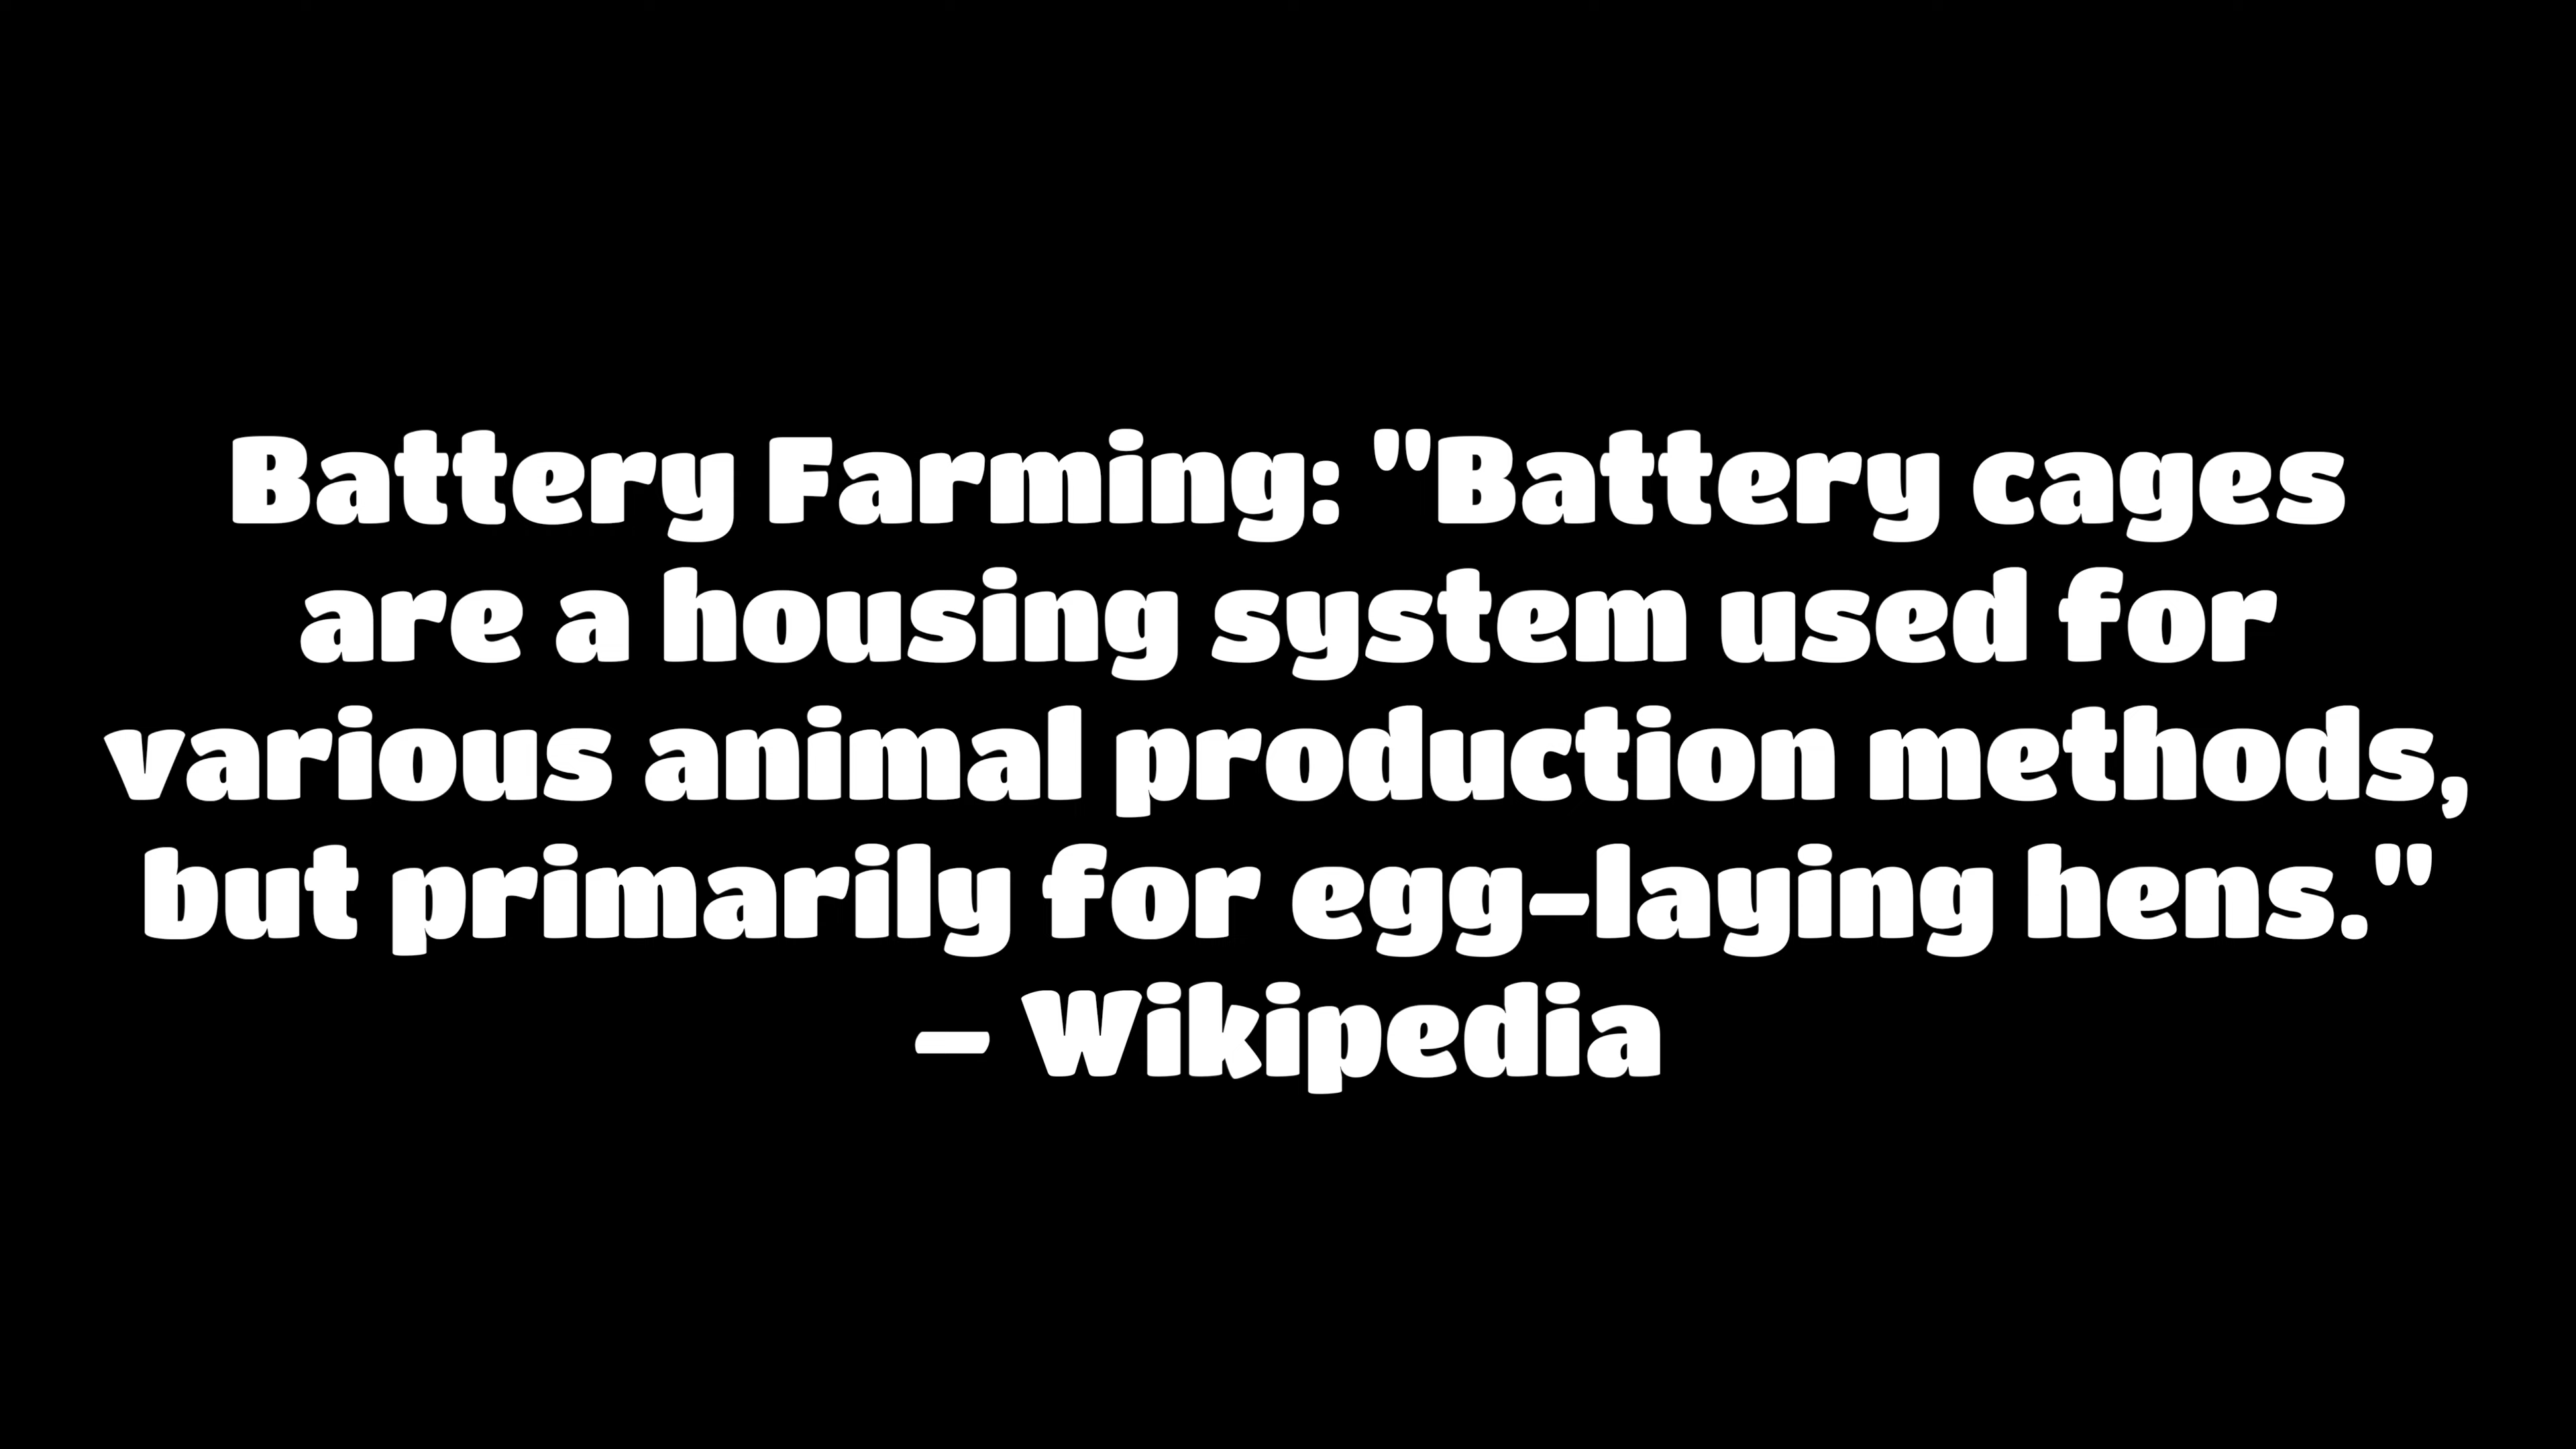 Battery Farming: "Battery cages
are a housing system used for
various animal production methods,
but primarily for egg-laying hens."
- Wikipedia